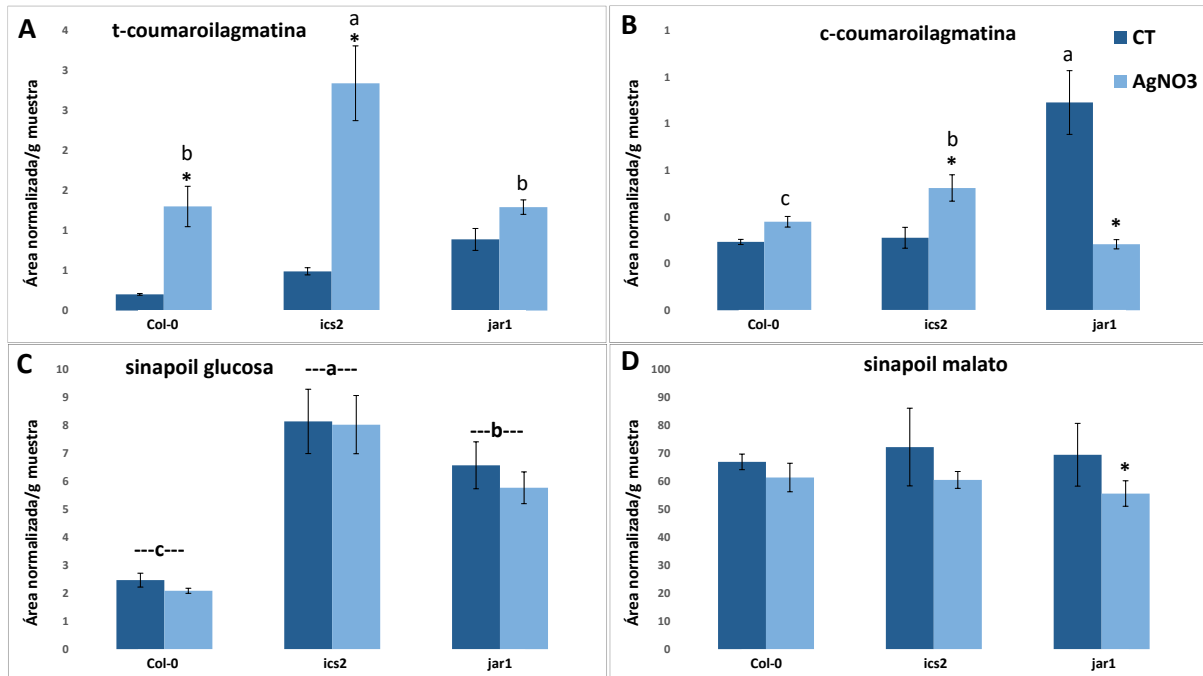 A
t-coumaroilagmatina
Área normalizada/g muestra
4
3
3
2
2
1
1
0
b
*
a
*
b
Col-0
ics2
jar1
B
c-coumaroilagmatina
CT
AgNO3
Área normalizada/g muestra
1
1
1
1
0
0
0
c
b
*
a
*
Col-0
ics2
jar1
C
sinapoil glucosa
Área normalizada/g muestra
10
9
8
7
6
5
4
3
2
1
0
---c---
---a---
---b---
Col-0
ics2
jar1
D
sinapoil malato
Área normalizada/g muestra
100
90
80
70
60
50
40
30
20
10
0
*
Col-0
ics2
jar1